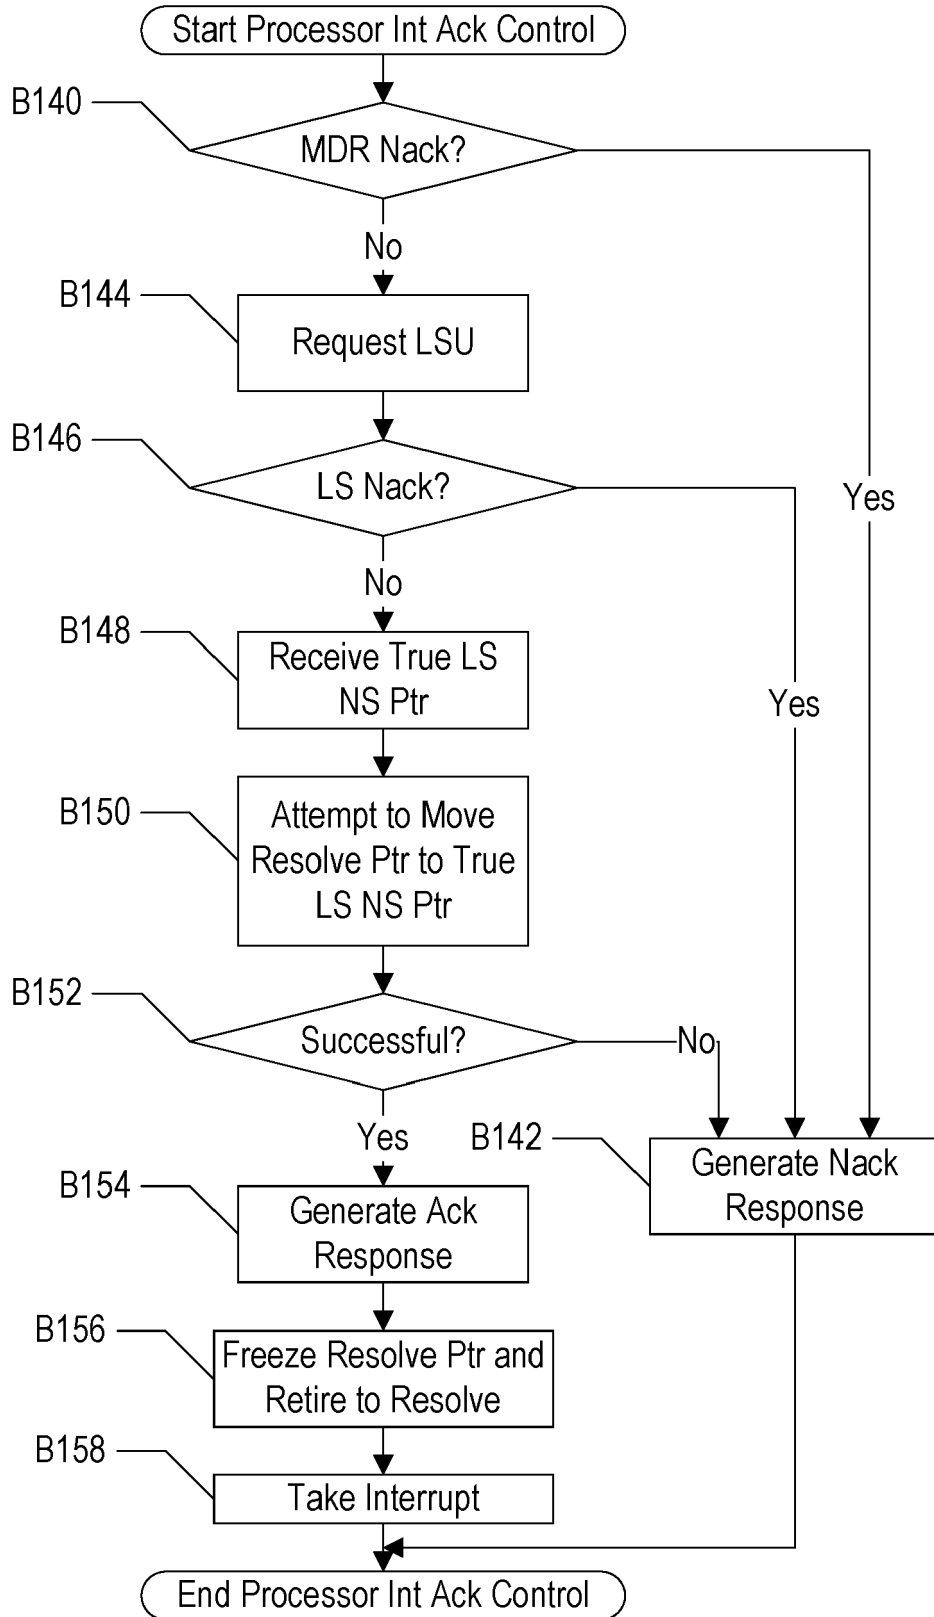 Start Processor Int Ack Control
B140
MDR Nack?
No
B144
Request LSU
B146
LS Nack?
Yes
No
B148
Receive True LS
NS Ptr
Yes
B150
Attempt to Move
Resolve Ptr to True
LS NS Ptr
B152
Successful?
No
Yes
B142
Generate Nack
Response
B154
Generate Ack
Response
B156
Freeze Resolve Ptr and
Retire to Resolve
B158
Take Interrupt
End Processor Int Ack Control